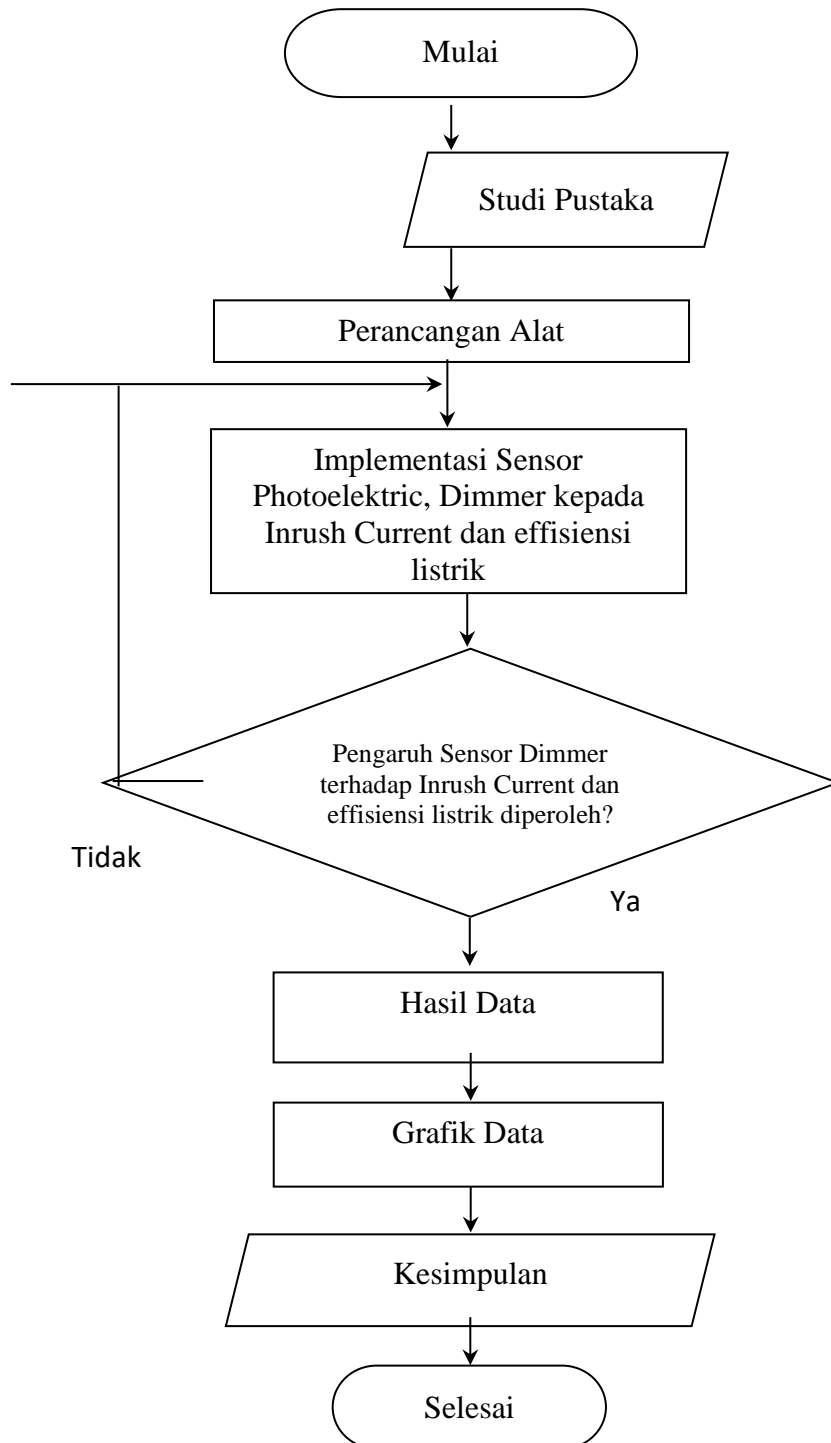 Mulai
Studi Pustaka
Perancangan Alat
Implementasi Sensor
Photoelektric, Dimmer kepada
Inrush Current dan effisiensi
listrik
Pengaruh Sensor Dimmer
terhadap Inrush Current dan
effisiensi listrik diperoleh?
Tidak
Ya
Hasil Data
Grafik Data
Kesimpulan
Selesai